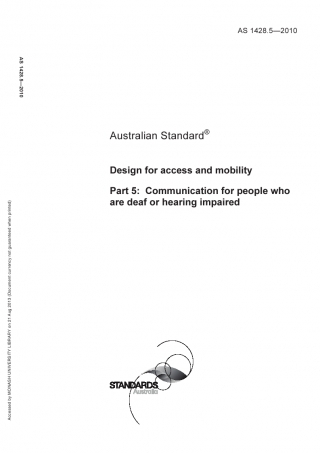 AS 1428.5—2010
AS 1428.5—2010
Australian Standard®
Design for access and mobility
Part 5: Communication for people who
are deaf or hearing impaired
Accessed by MONASH UNIVERSITY LIBRARY on 21 Aug 2010 (Document currency not guaranteed when printed)
STANDARDS
Australia